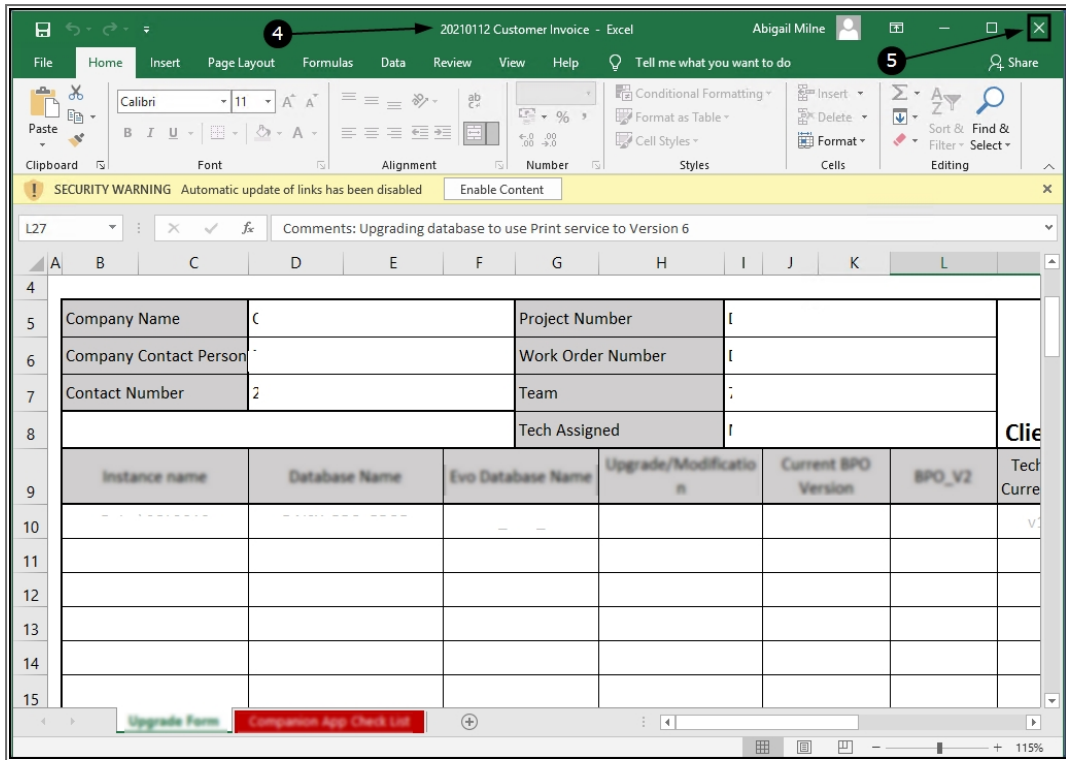 4 20210112 Customer Invoice - Excel Abigail Milne
5
File Home Insert Page Layout Formulas Data Review View Help Tell me what you want to do Share
Calibri 11
Paste
B I U
Conditional Formatting
Format as Table
Cell Styles
Insert
Delete
Format
Sort & Filter
Find & Select
Clipboard Font Alignment Number Styles Cells Editing
SECURITY WARNING Automatic update of links has been disabled Enable Content
L27 fx Comments: Upgrading database to use Print service to Version 6
A B C D E F G H I J K L
4
5 Company Name Project Number
6 Company Contact Person Work Order Number
7 Contact Number 2 Team
8 Tech Assigned Clie
9 Instance name Database Name Evo Database Name Upgrade/Modification Current BPO Version BPO_V2 Tech Curre
10
11
12
13
14
15
Upgrade Form Companion App Check List
115%